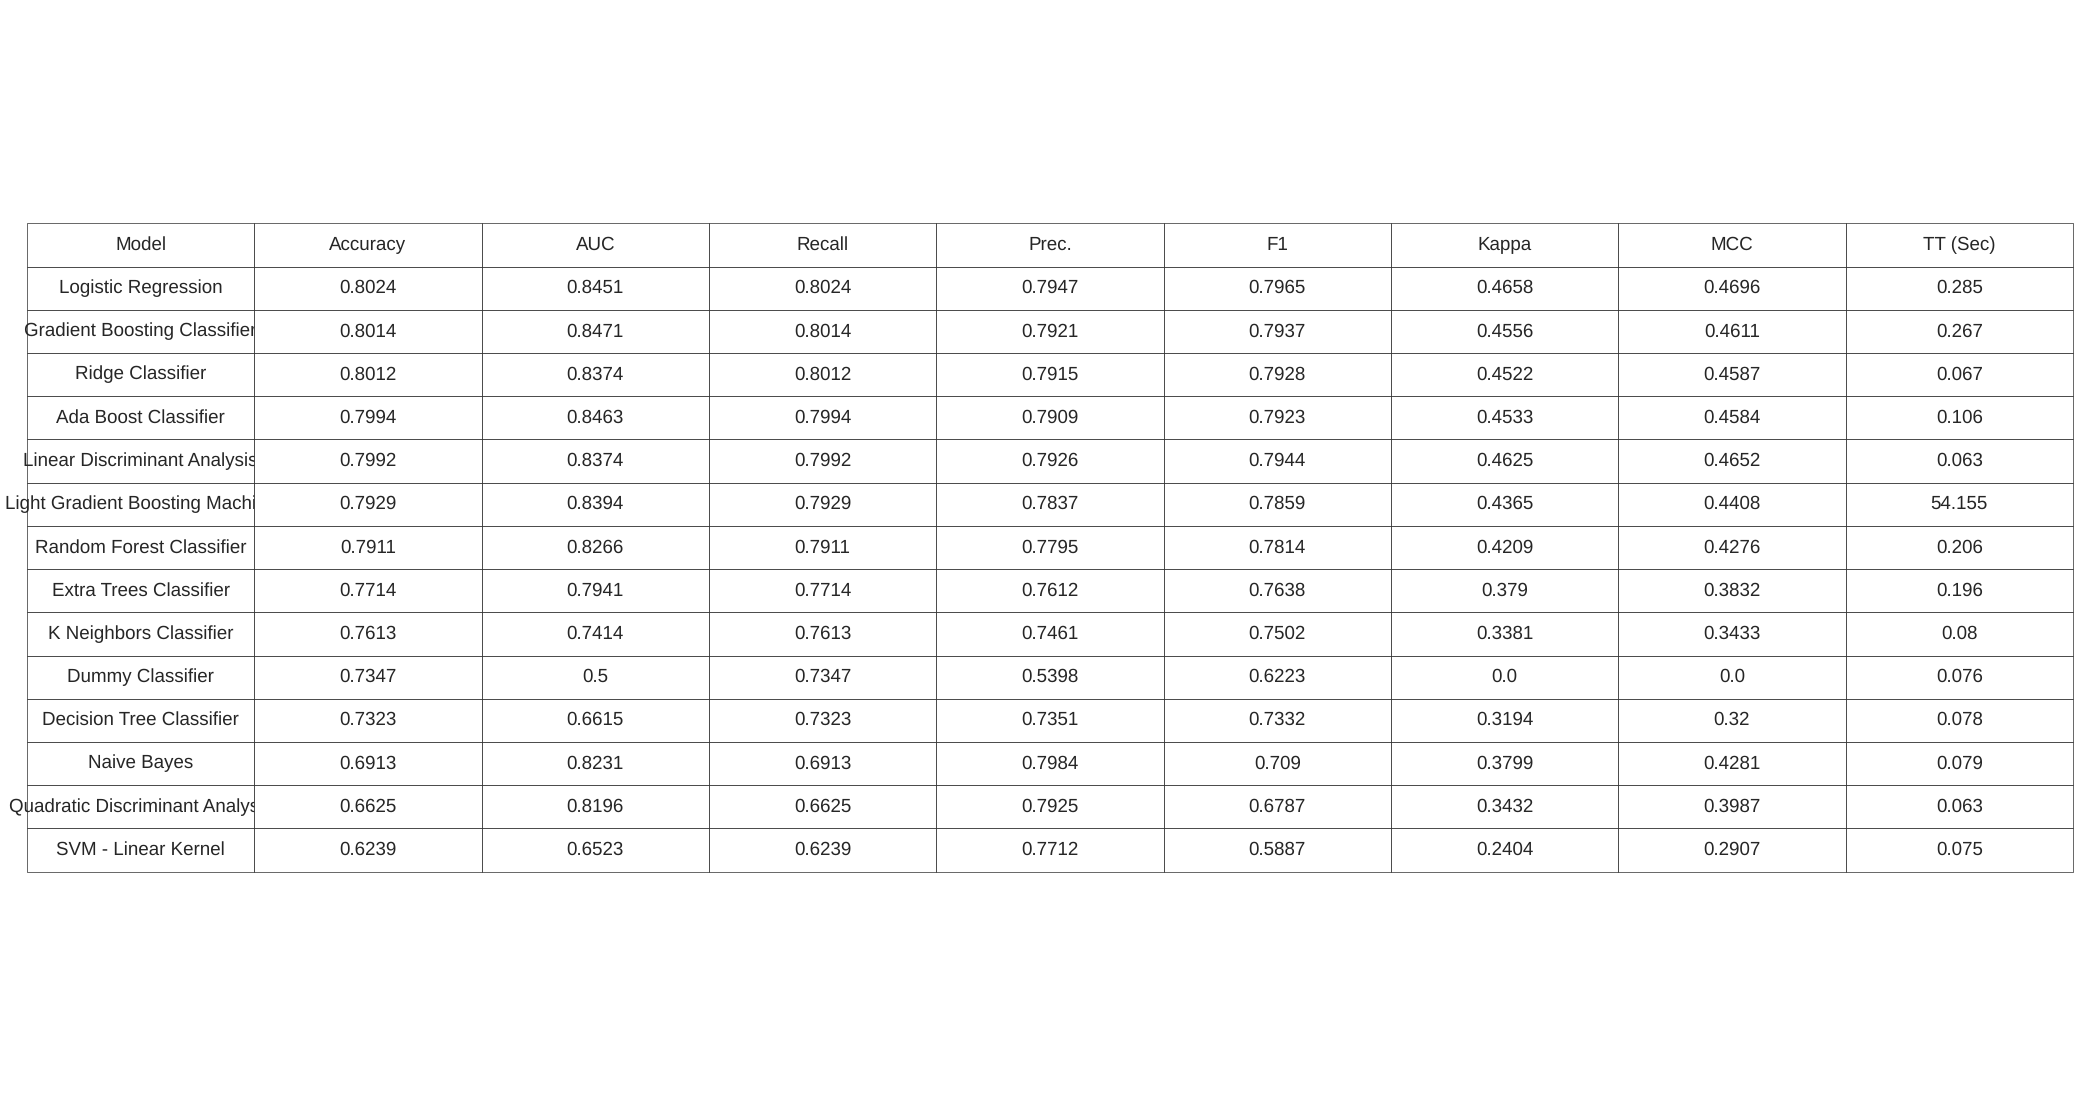 Model Accuracy AUC Recall Prec. F1 Kappa MCC TT (Sec)
Logistic Regression 0.8024 0.8451 0.8024 0.7947 0.7965 0.4658 0.4696 0.285
Gradient Boosting Classifier 0.8014 0.8471 0.8014 0.7921 0.7937 0.4556 0.4611 0.267
Ridge Classifier 0.8012 0.8374 0.8012 0.7915 0.7928 0.4522 0.4587 0.067
Ada Boost Classifier 0.7994 0.8463 0.7994 0.7909 0.7923 0.4533 0.4584 0.106
Linear Discriminant Analysis 0.7992 0.8374 0.7992 0.7926 0.7944 0.4625 0.4652 0.063
Light Gradient Boosting Machi 0.7929 0.8394 0.7929 0.7837 0.7859 0.4365 0.4408 54.155
Random Forest Classifier 0.7911 0.8266 0.7911 0.7795 0.7814 0.4209 0.4276 0.206
Extra Trees Classifier 0.7714 0.7941 0.7714 0.7612 0.7638 0.379 0.3832 0.196
K Neighbors Classifier 0.7613 0.7414 0.7613 0.7461 0.7502 0.3381 0.3433 0.08
Dummy Classifier 0.7347 0.5 0.7347 0.5398 0.6223 0.0 0.0 0.076
Decision Tree Classifier 0.7323 0.6615 0.7323 0.7351 0.7332 0.3194 0.32 0.078
Naive Bayes 0.6913 0.8231 0.6913 0.7984 0.709 0.3799 0.4281 0.079
Quadratic Discriminant Analys 0.6625 0.8196 0.6625 0.7925 0.6787 0.3432 0.3987 0.063
SVM - Linear Kernel 0.6239 0.6523 0.6239 0.7712 0.5887 0.2404 0.2907 0.075